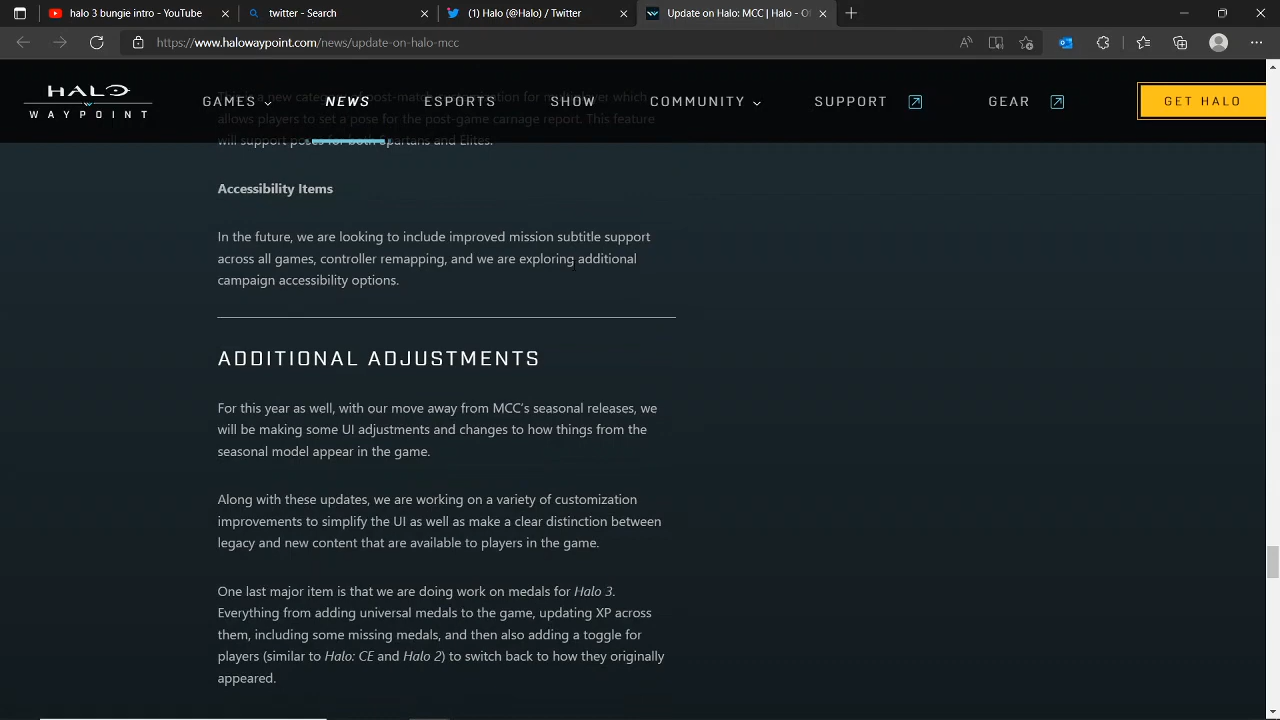 halo 3 bungie intro - YouTube
twitter - Search
(1) Halo (@Halo) / Twitter
Update on Halo: MCC | Halo - O
https://www.halowaypoint.com/news/update-on-halo-mcc
HALO
WAYPOINT
GAMES
NEWS
ESPORTS
SHOW
COMMUNITY
SUPPORT
GEAR
GET HALO
allows players to set a pose for the post-game carnage report. This feature
will support poses for both Spartans and Elites.
Accessibility Items
In the future, we are looking to include improved mission subtitle support
across all games, controller remapping, and we are exploring additional
campaign accessibility options.
ADDITIONAL ADJUSTMENTS
For this year as well, with our move away from MCC's seasonal releases, we
will be making some UI adjustments and changes to how things from the
seasonal model appear in the game.
Along with these updates, we are working on a variety of customization
improvements to simplify the UI as well as make a clear distinction between
legacy and new content that are available to players in the game.
One last major item is that we are doing work on medals for Halo 3.
Everything from adding universal medals to the game, updating XP across
them, including some missing medals, and then also adding a toggle for
players (similar to Halo: CE and Halo 2) to switch back to how they originally
appeared.